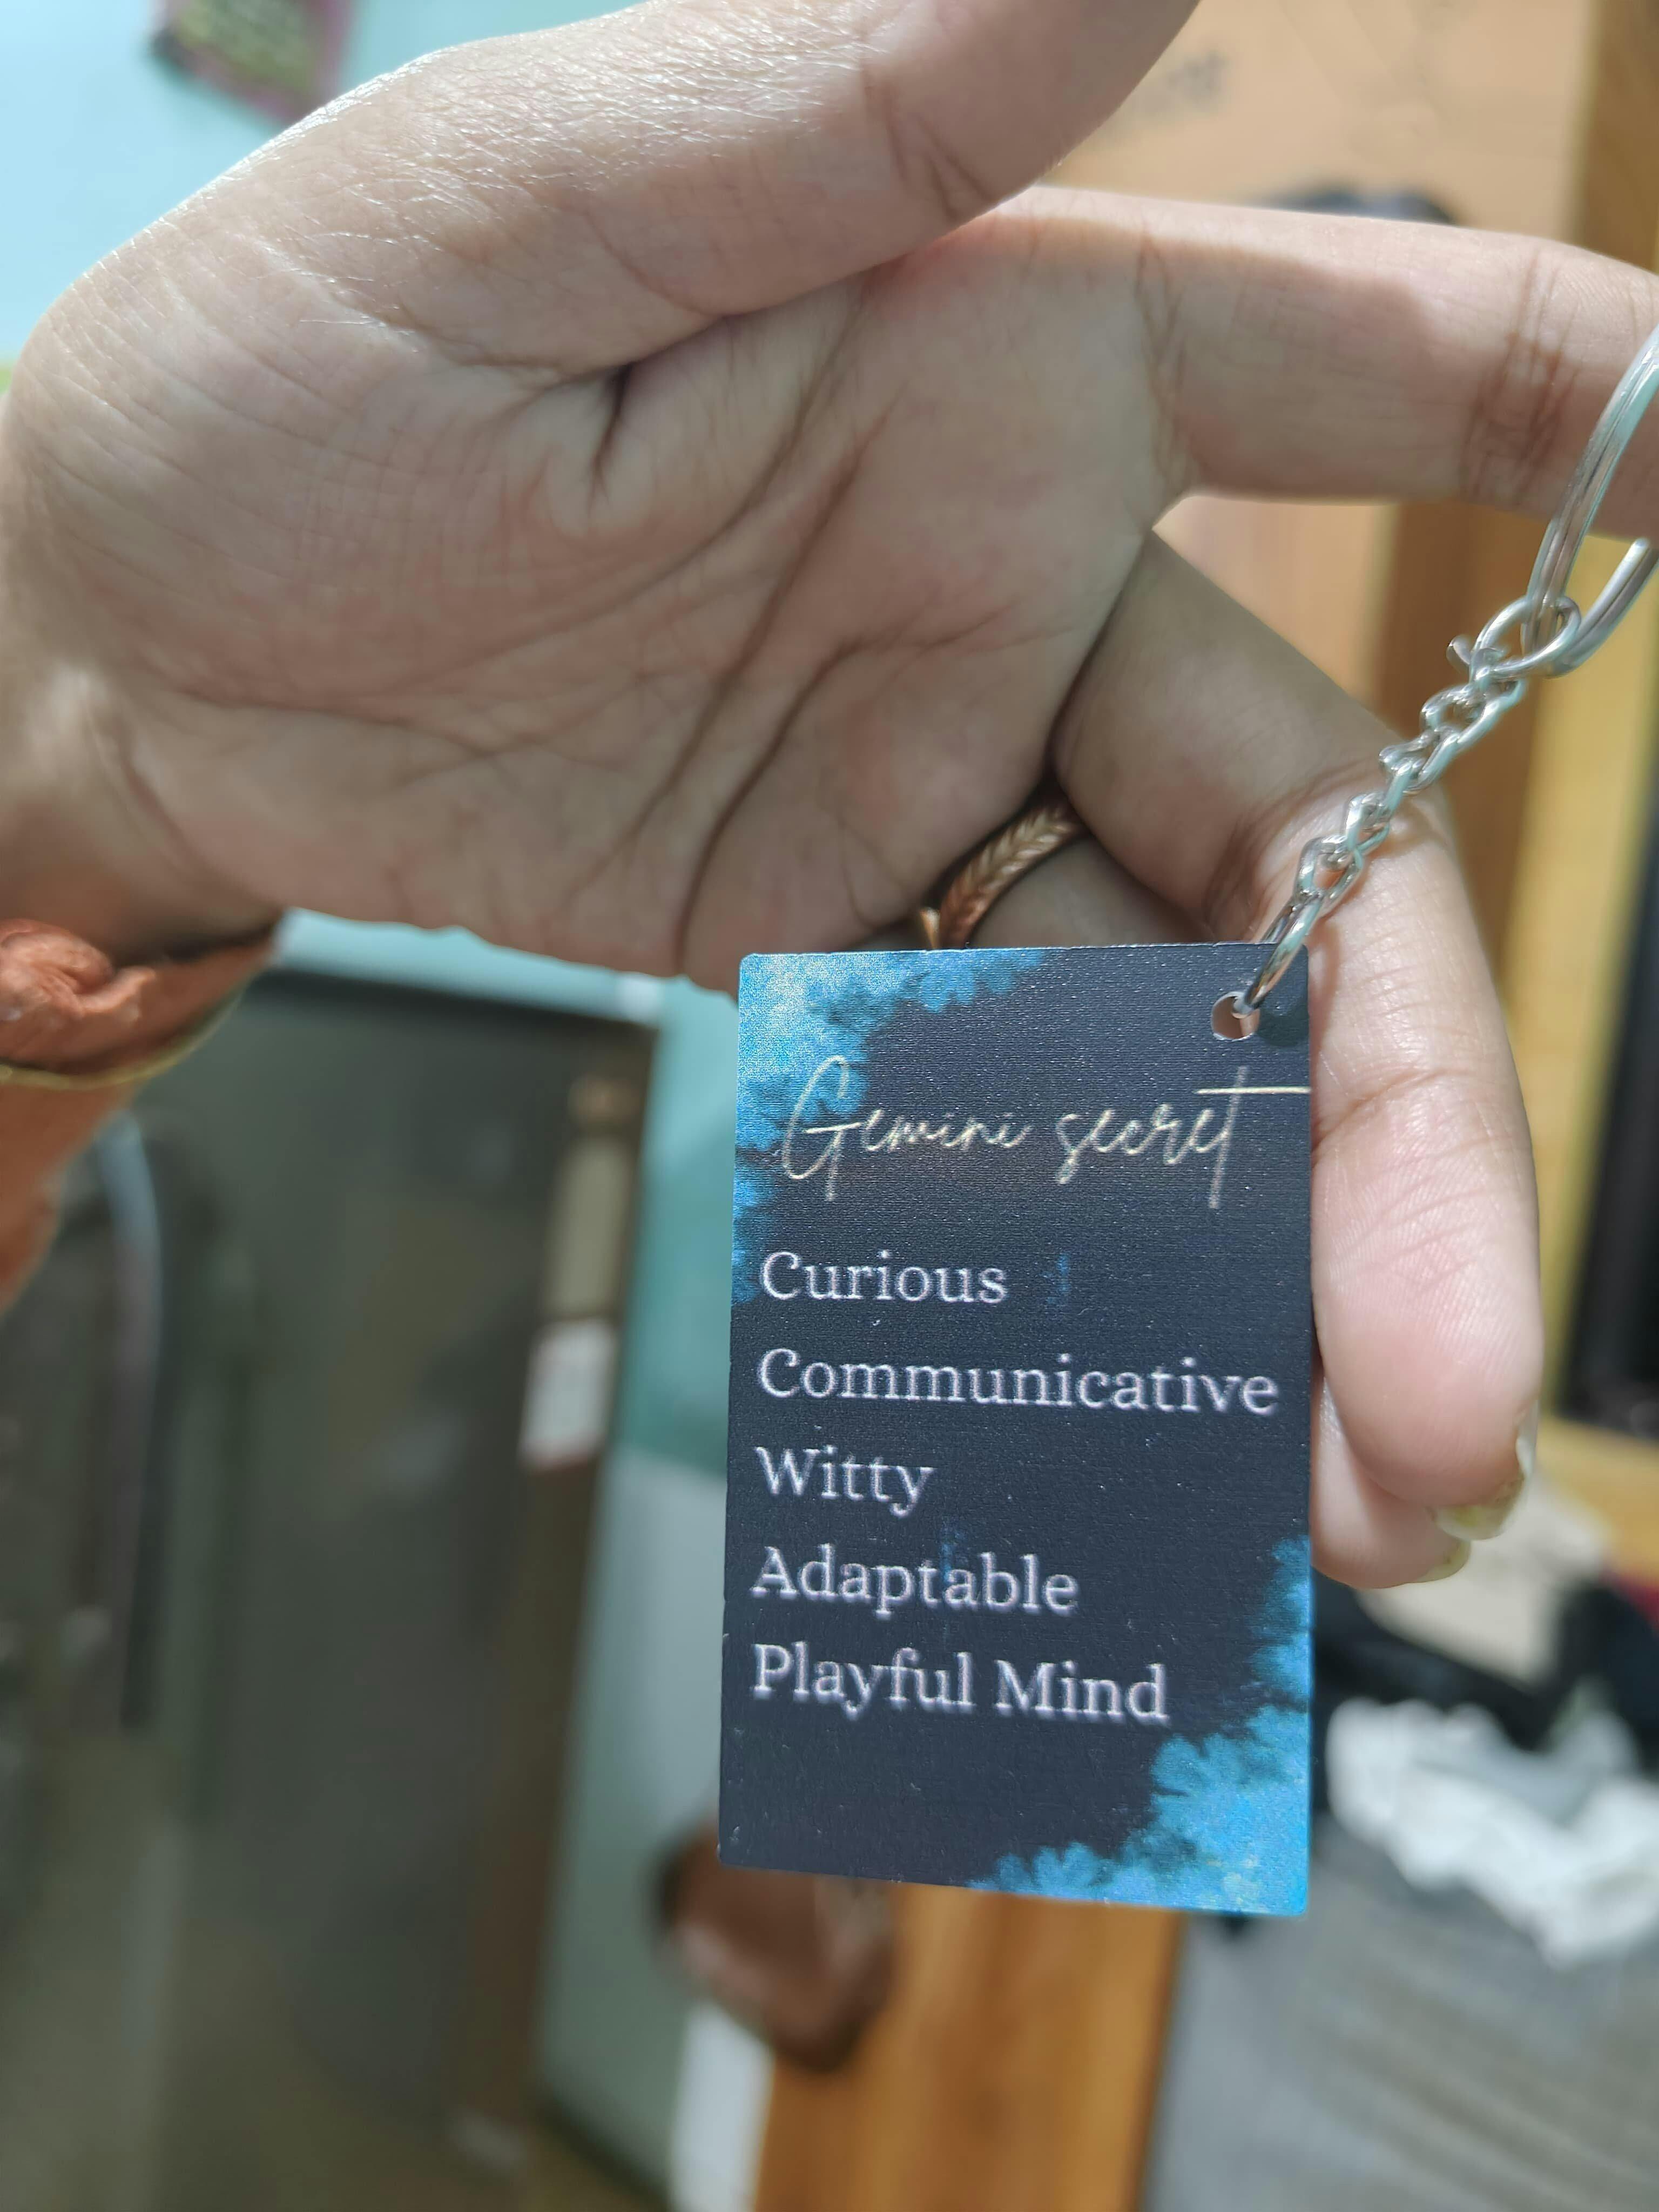 Gemini secret
Curious
Communicative
Witty
Adaptable
Playful Mind